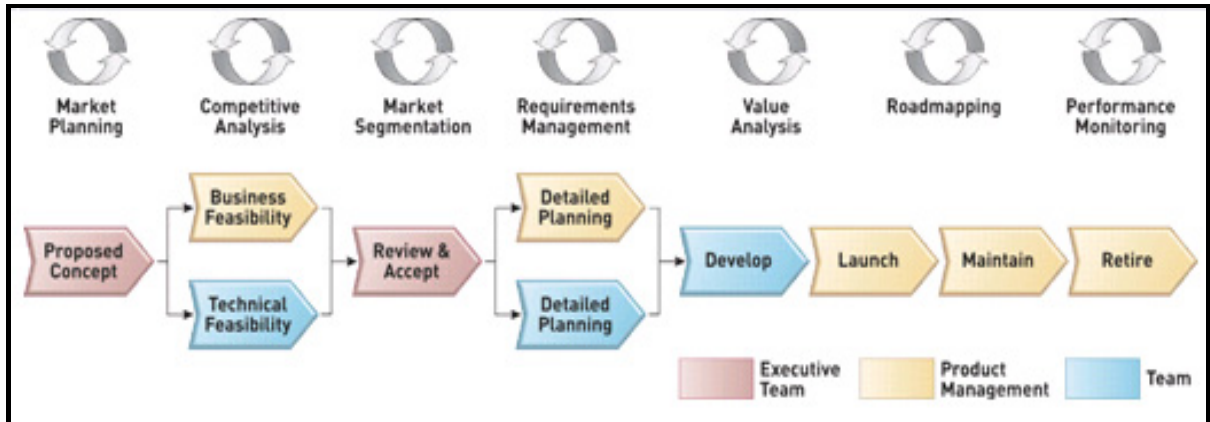 Market
Planning
Competitive
Analysis
Market
Segmentation
Requirements
Management
Value
Analysis
Roadmapping
Performance
Monitoring
Proposed
Concept
Business
Feasibility
Technical
Feasibility
Review &
Accept
Detailed
Planning
Detailed
Planning
Develop
Launch
Maintain
Retire
Executive
Team
Product
Management
Team